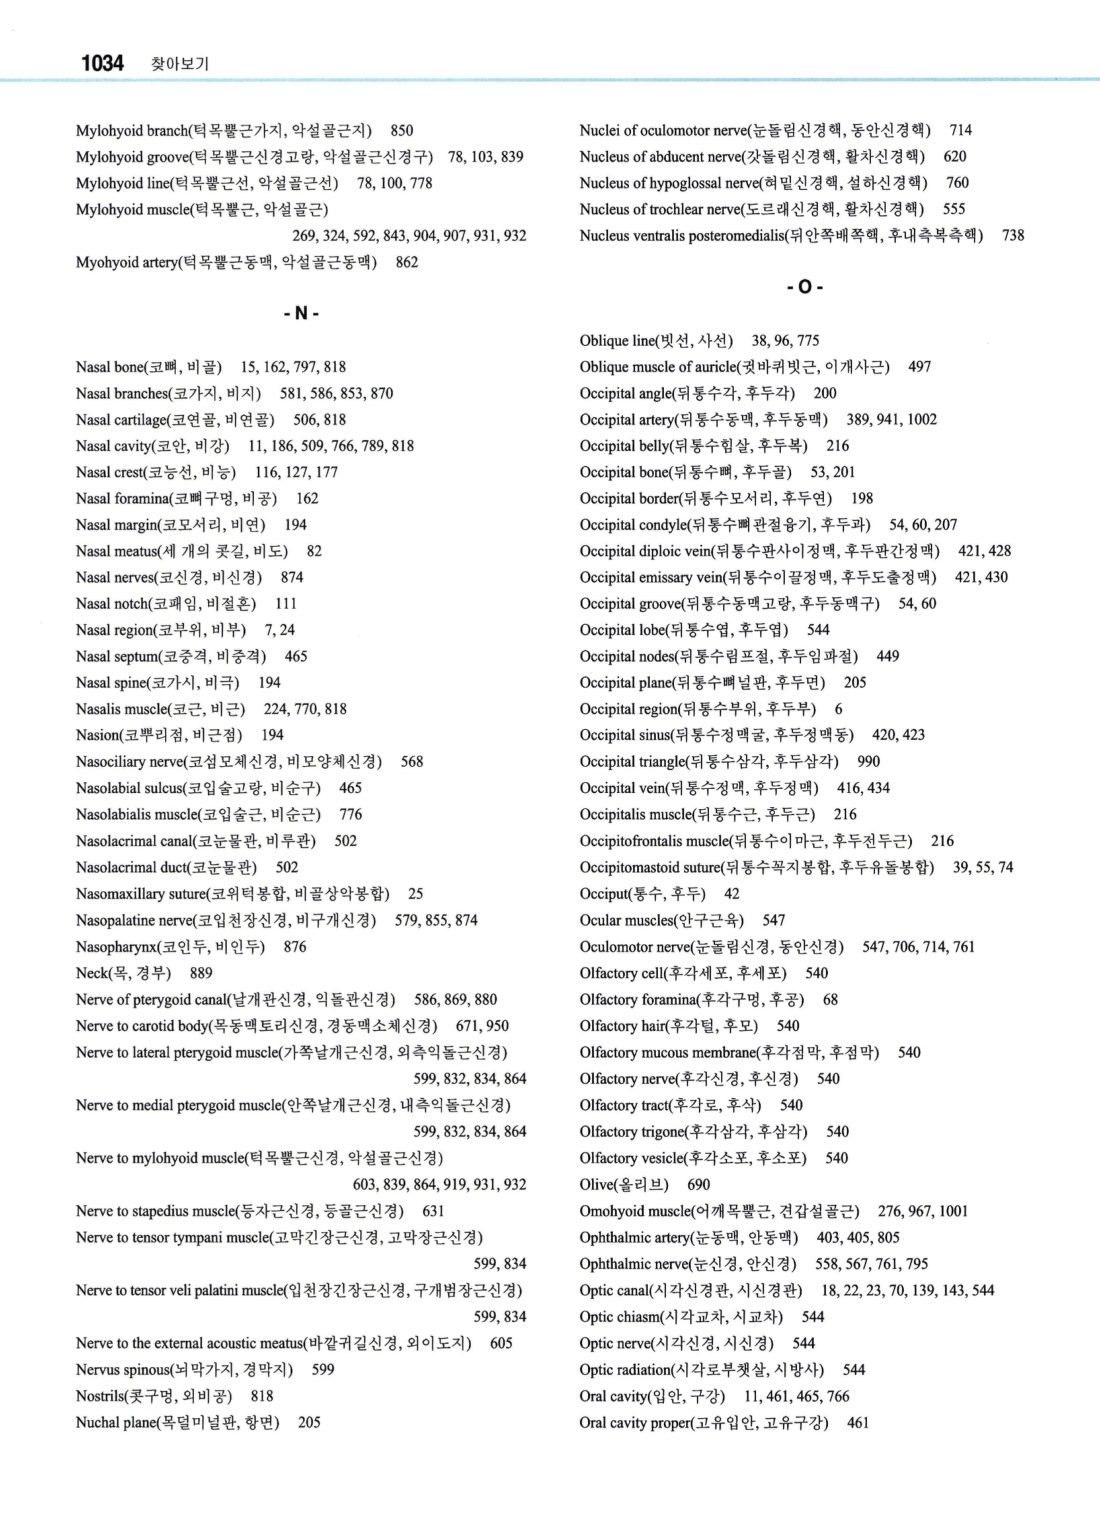 1034 찾아보기
Mylohyoid branch(턱목뿔근가지, 악설골근지) 850
Mylohyoid groove(턱목뿔근신경고랑, 악설골근신경구) 78, 103, 839
Mylohyoid line(턱목뿔근선, 악설골근선) 78, 100, 778
Mylohyoid muscle(턱목뿔근, 악설골근)
269, 324, 592, 843, 904, 907, 931, 932
Myohyoid artery(턱목뿔근동맥, 악설골근동맥) 862
- N -
Nasal bone(코뼈, 비골) 15, 162, 797, 818
Nasal branches(코가지, 비지) 581, 586, 853, 870
Nasal cartilage(코연골, 비연골) 506, 818
Nasal cavity(코안, 비강) 11, 186, 509, 766, 789, 818
Nasal crest(코능선, 비능) 116, 127, 177
Nasal foramina(코뼈구멍, 비공) 162
Nasal margin(코모서리, 비연) 194
Nasal meatus(세 개의 콧길, 비도) 82
Nasal nerves(코신경, 비신경) 874
Nasal notch(코패임, 비절흔) 111
Nasal region(코부위, 비부) 7, 24
Nasal septum(코중격, 비중격) 465
Nasal spine(코가시, 비극) 194
Nasalis muscle(코근, 비근) 224, 770, 818
Nasion(코뿌리점, 비근점) 194
Nasociliary nerve(코섬모체신경, 비모양체신경) 568
Nasolabial sulcus(코입술고랑, 비순구) 465
Nasolabialis muscle(코입술근, 비순근) 776
Nasolacrimal canal(코눈물관, 비루관) 502
Nasolacrimal duct(코눈물관) 502
Nasomaxillary suture(코위턱봉합, 비골상악봉합) 25
Nasopalatine nerve(코입천장신경, 비구개신경) 579, 855, 874
Nasopharynx(코인두, 비인두) 876
Neck(목, 경부) 889
Nerve of pterygoid canal(날개관신경, 익돌관신경) 586, 869, 880
Nerve to carotid body(목동맥토리신경, 경동맥소체신경) 671, 950
Nerve to lateral pterygoid muscle(가쪽날개근신경, 외측익돌근신경)
599, 832, 834, 864
Nerve to medial pterygoid muscle(안쪽날개근신경, 내측익돌근신경)
599, 832, 834, 864
Nerve to mylohyoid muscle(턱목뿔근신경, 악설골근신경)
603, 839, 864, 919, 931, 932
Nerve to stapedius muscle(등자근신경, 등골근신경) 631
Nerve to tensor tympani muscle(고막긴장근신경, 고막장근신경)
599, 834
Nerve to tensor veli palatini muscle(입천장긴장근신경, 구개범장근신경)
599, 834
Nerve to the external acoustic meatus(바깥귀길신경, 외이도지) 605
Nervus spinous(뇌막가지, 경막지) 599
Nostrils(콧구멍, 외비공) 818
Nuchal plane(목덜미널판, 항면) 205
Nuclei of oculomotor nerve(눈돌림신경핵, 동안신경핵) 714
Nucleus of abducent nerve(갓돌림신경핵, 활차신경핵) 620
Nucleus of hypoglossal nerve(혀밑신경핵, 설하신경핵) 760
Nucleus of trochlear nerve(도르래신경핵, 활차신경핵) 555
Nucleus ventralis posteromedialis(뒤안쪽배쪽핵, 후내측복측핵) 738
- O -
Oblique line(빗선, 사선) 38, 96, 775
Oblique muscle of auricle(귓바퀴빗근, 이개사근) 497
Occipital angle(뒤통수각, 후두각) 200
Occipital artery(뒤통수동맥, 후두동맥) 389, 941, 1002
Occipital belly(뒤통수힘살, 후두복) 216
Occipital bone(뒤통수뼈, 후두골) 53, 201
Occipital border(뒤통수모서리, 후두연) 198
Occipital condyle(뒤통수뼈관절융기, 후두과) 54, 60, 207
Occipital diploic vein(뒤통수판사이정맥, 후두판간정맥) 421, 428
Occipital emissary vein(뒤통수이끌정맥, 후두도출정맥) 421, 430
Occipital groove(뒤통수동맥고랑, 후두동맥구) 54, 60
Occipital lobe(뒤통수엽, 후두엽) 544
Occipital nodes(뒤통수림프절, 후두임파절) 449
Occipital plane(뒤통수뼈널판, 후두면) 205
Occipital region(뒤통수부위, 후두부) 6
Occipital sinus(뒤통수정맥굴, 후두정맥동) 420, 423
Occipital triangle(뒤통수삼각, 후두삼각) 990
Occipital vein(뒤통수정맥, 후두정맥) 416, 434
Occipitalis muscle(뒤통수근, 후두근) 216
Occipitofrontalis muscle(뒤통수이마근, 후두전두근) 216
Occipitomastoid suture(뒤통수꼭지봉합, 후두유돌봉합) 39, 55, 74
Occiput(통수, 후두) 42
Ocular muscles(안구근육) 547
Oculomotor nerve(눈돌림신경, 동안신경) 547, 706, 714, 761
Olfactory cell(후각세포, 후세포) 540
Olfactory foramina(후각구멍, 후공) 68
Olfactory hair(후각털, 후모) 540
Olfactory mucous membrane(후각점막, 후점막) 540
Olfactory nerve(후각신경, 후신경) 540
Olfactory tract(후각로, 후삭) 540
Olfactory trigone(후각삼각, 후삼각) 540
Olfactory vesicle(후각소포, 후소포) 540
Olive(올리브) 690
Omohyoid muscle(어깨목뿔근, 견갑설골근) 276, 967, 1001
Ophthalmic artery(눈동맥, 안동맥) 403, 405, 805
Ophthalmic nerve(눈신경, 안신경) 558, 567, 761, 795
Optic canal(시각신경관, 시신경관) 18, 22, 23, 70, 139, 143, 544
Optic chiasm(시각교차, 시교차) 544
Optic nerve(시각신경, 시신경) 544
Optic radiation(시각로부챗살, 시방사) 544
Oral cavity(입안, 구강) 11, 461, 465, 766
Oral cavity proper(고유입안, 고유구강) 461